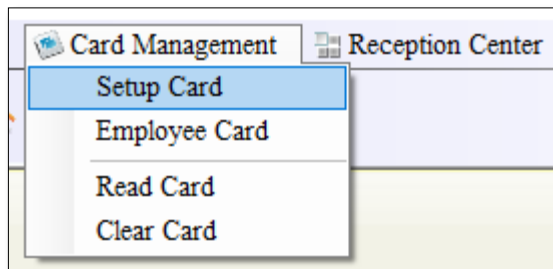 Card Management Reception Center
Setup Card
Employee Card
Read Card
Clear Card